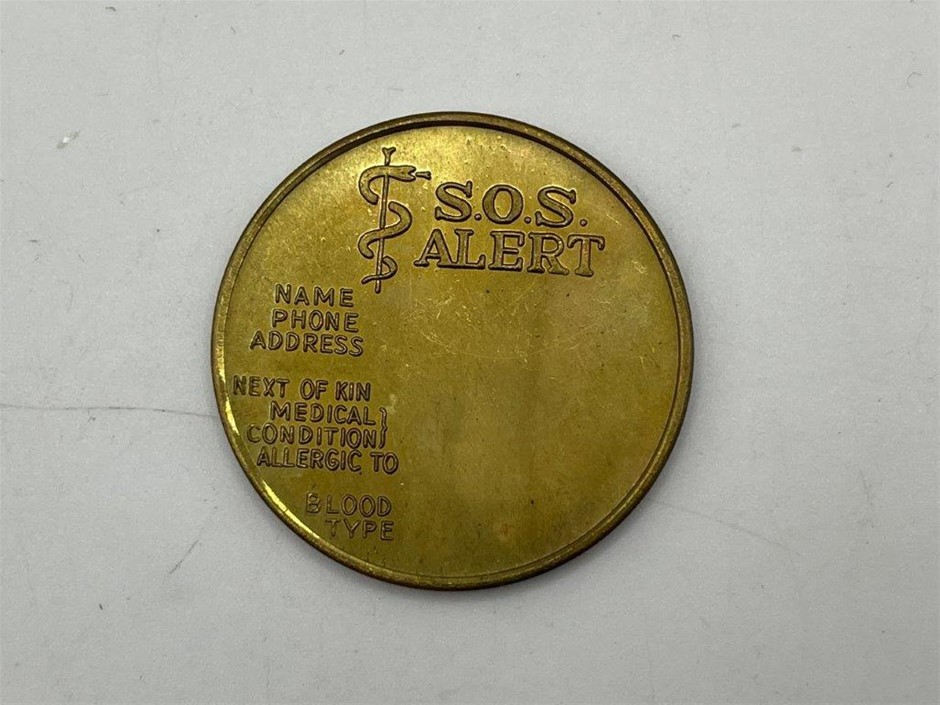 S.O.S.
ALERT
NAME
PHONE
ADDRESS
NEXT OF KIN
MEDICAL }
CONDITION }
ALLERGIC TO
BLOOD
TYPE